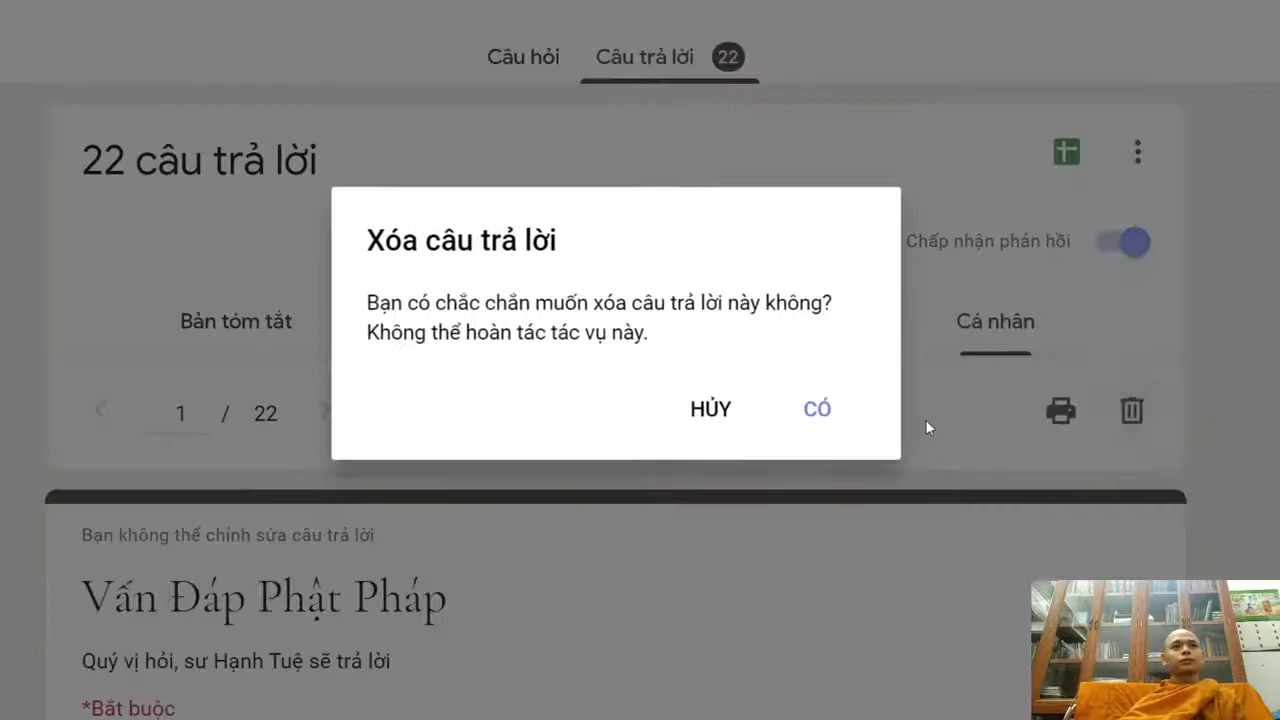 Câu hỏi
Câu trả lời 22
22 câu trả lời
Chấp nhận phản hồi
Xóa câu trả lời
Bạn có chắc chắn muốn xóa câu trả lời này không?
Không thể hoàn tác tác vụ này.
HỦY CÓ
Bản tóm tắt
Cá nhân
1 / 22
Bạn không thể chỉnh sửa câu trả lời
Vấn Đáp Phật Pháp
Quý vị hỏi, sư Hạnh Tuệ sẽ trả lời
*Bắt buộc